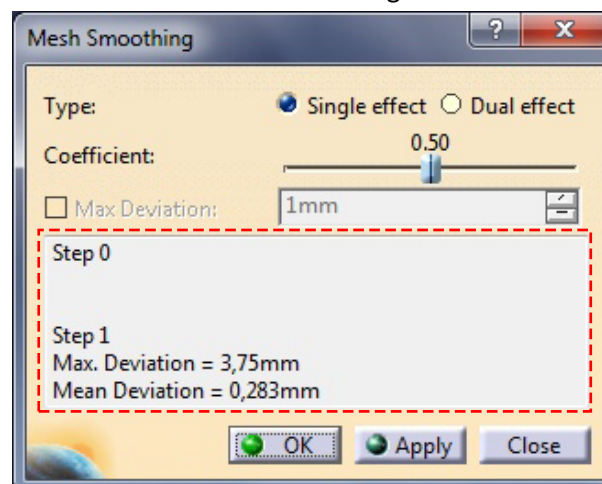 Mesh Smoothing ? x
Type: Single effect Dual effect
Coefficient: 0.50
Max Deviation: 1mm
Step 0
Step 1
Max. Deviation = 3,75mm
Mean Deviation = 0,283mm
OK Apply Close